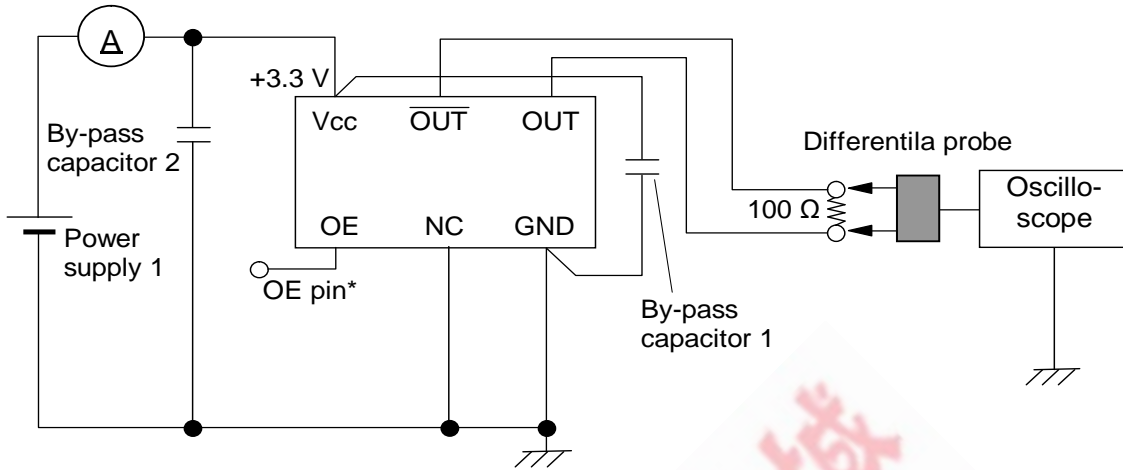 A
+3.3 V
Vcc
OUT
OUT
By-pass
capacitor 2
Differentila probe
Oscillo-
scope
100 Ω
OE
NC
GND
Power
supply 1
OE pin*
By-pass
capacitor 1